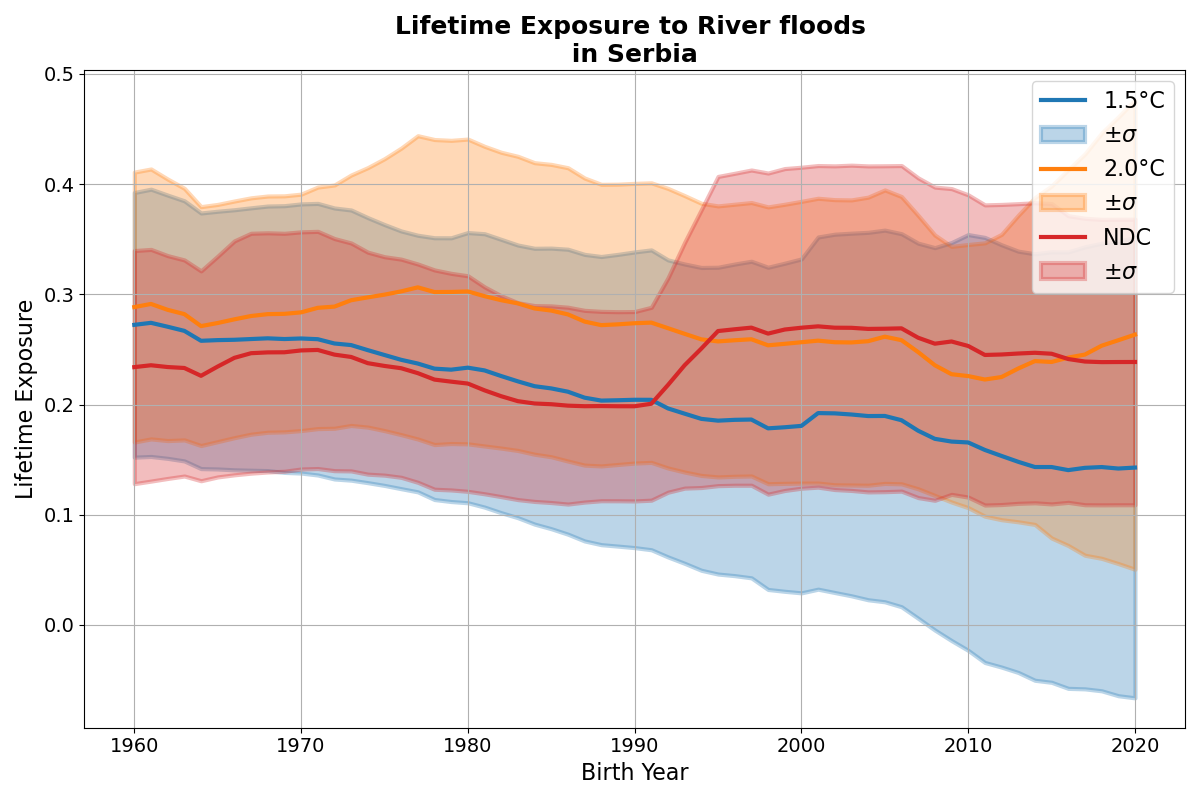 Lifetime Exposure to River floods
in Serbia
Lifetime Exposure
0.5
0.4
0.3
0.2
0.1
0.0
1960
1970
1980
1990
2000
2010
2020
Birth Year
1.5°C
±σ
2.0°C
±σ
NDC
±σ